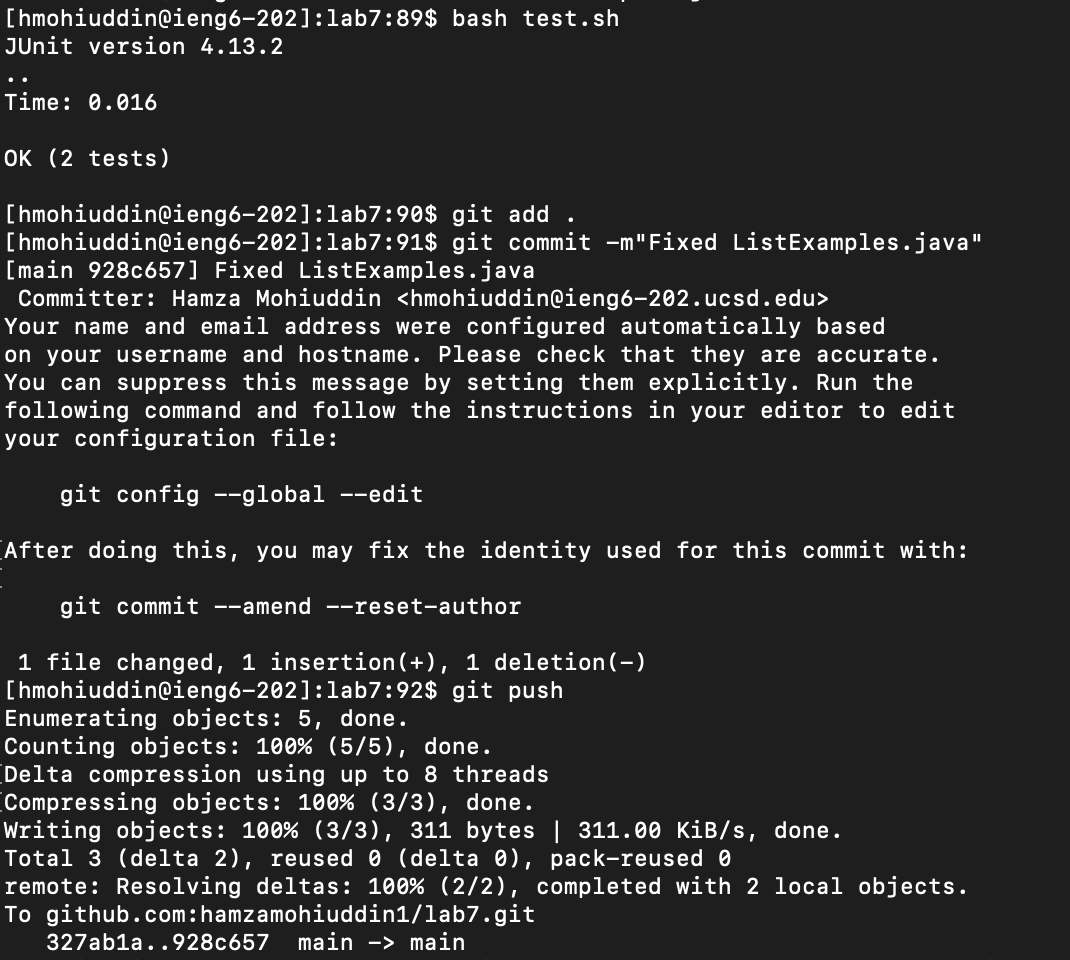 [hmohiuddin@ieng6-202]:lab7:89$ bash test.sh
JUnit version 4.13.2
..
Time: 0.016
OK (2 tests)
[hmohiuddin@ieng6-202]:lab7:90$ git add .
[hmohiuddin@ieng6-202]:lab7:91$ git commit -m"Fixed ListExamples.java"
[main 928c657] Fixed ListExamples.java
 Committer: Hamza Mohiuddin <hmohiuddin@ieng6-202.ucsd.edu>
Your name and email address were configured automatically based
on your username and hostname. Please check that they are accurate.
You can suppress this message by setting them explicitly. Run the
following command and follow the instructions in your editor to edit
your configuration file:
    git config --global --edit
After doing this, you may fix the identity used for this commit with:
    git commit --amend --reset-author
 1 file changed, 1 insertion(+), 1 deletion(-)
[hmohiuddin@ieng6-202]:lab7:92$ git push
Enumerating objects: 5, done.
Counting objects: 100% (5/5), done.
Delta compression using up to 8 threads
Compressing objects: 100% (3/3), done.
Writing objects: 100% (3/3), 311 bytes | 311.00 KiB/s, done.
Total 3 (delta 2), reused 0 (delta 0), pack-reused 0
remote: Resolving deltas: 100% (2/2), completed with 2 local objects.
To github.com:hamzamohiuddin1/lab7.git
   327ab1a..928c657  main -> main